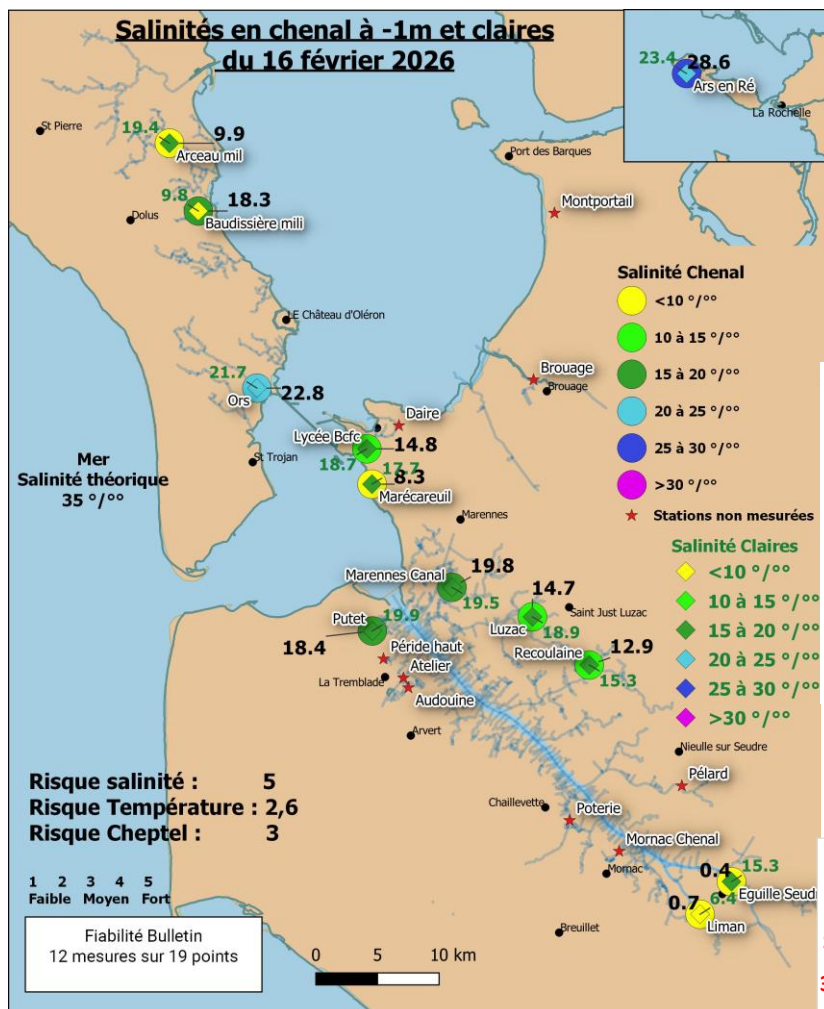 Salinités en chenal à -1m et claires
du 16 février 2026
23.4
28.6
Ars en Ré
La Rochelle
St Pierre
19.4
9.9
Arceau mil
Port des Barques
9.8
18.3
Dolus
Baudissière mili
Montportail
Salinité Chenal
<10 °/°°
10 à 15 °/°°
15 à 20 °/°°
20 à 25 °/°°
25 à 30 °/°°
>30 °/°°
Stations non mesurées
LE Château d'Oléron
21.7
22.8
Ors
Brouage
Brouage
Daire
Lycée Bcfc
14.8
18.7
17.7
8.3
Marécareuil
St Trojan
Mer
Salinité théorique
35 °/°°
Marennes
Salinité Claires
<10 °/°°
10 à 15 °/°°
15 à 20 °/°°
20 à 25 °/°°
25 à 30 °/°°
>30 °/°°
19.8
Marennes Canal
19.5
14.7
Saint Just Luzac
Luzac
18.9
Putet
19.9
18.4
12.9
Recoulaine
15.3
Péride haut
Atelier
La Tremblade
Audouine
Arvert
Nieulle sur Seudre
Pélard
Risque salinité : 5
Risque Température : 2,6
Risque Cheptel : 3
Chaillevette
Poterie
Mornac Chenal
Mornac
0.4
15.3
Eguille Seudr
0.7
6.4
Liman
Breuillet
1 2 3 4 5
Faible Moyen Fort
Fiabilité Bulletin
12 mesures sur 19 points
0 5 10 km
3